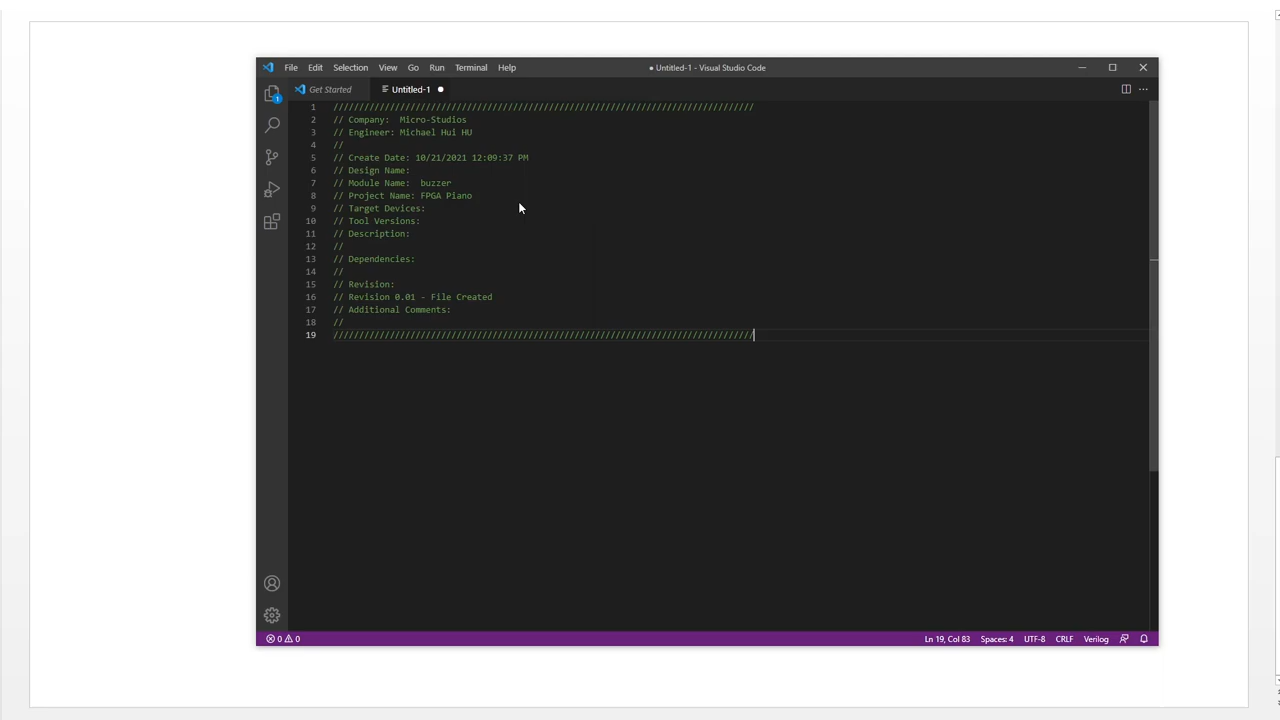 File Edit Selection View Go Run Terminal Help ● Untitled-1 - Visual Studio Code
Get Started Untitled-1 ●
1 //////////////////////////////////////////////////////////////////////////////////
2 // Company:  Micro-Studios
3 // Engineer: Michael Hui HU
4 //
5 // Create Date: 10/21/2021 12:09:37 PM
6 // Design Name:
7 // Module Name:  buzzer
8 // Project Name: FPGA Piano
9 // Target Devices:
10 // Tool Versions:
11 // Description:
12 //
13 // Dependencies:
14 //
15 // Revision:
16 // Revision 0.01 - File Created
17 // Additional Comments:
18 //
19 //////////////////////////////////////////////////////////////////////////////////
0 0 Ln 19, Col 83 Spaces: 4 UTF-8 CRLF Verilog
1